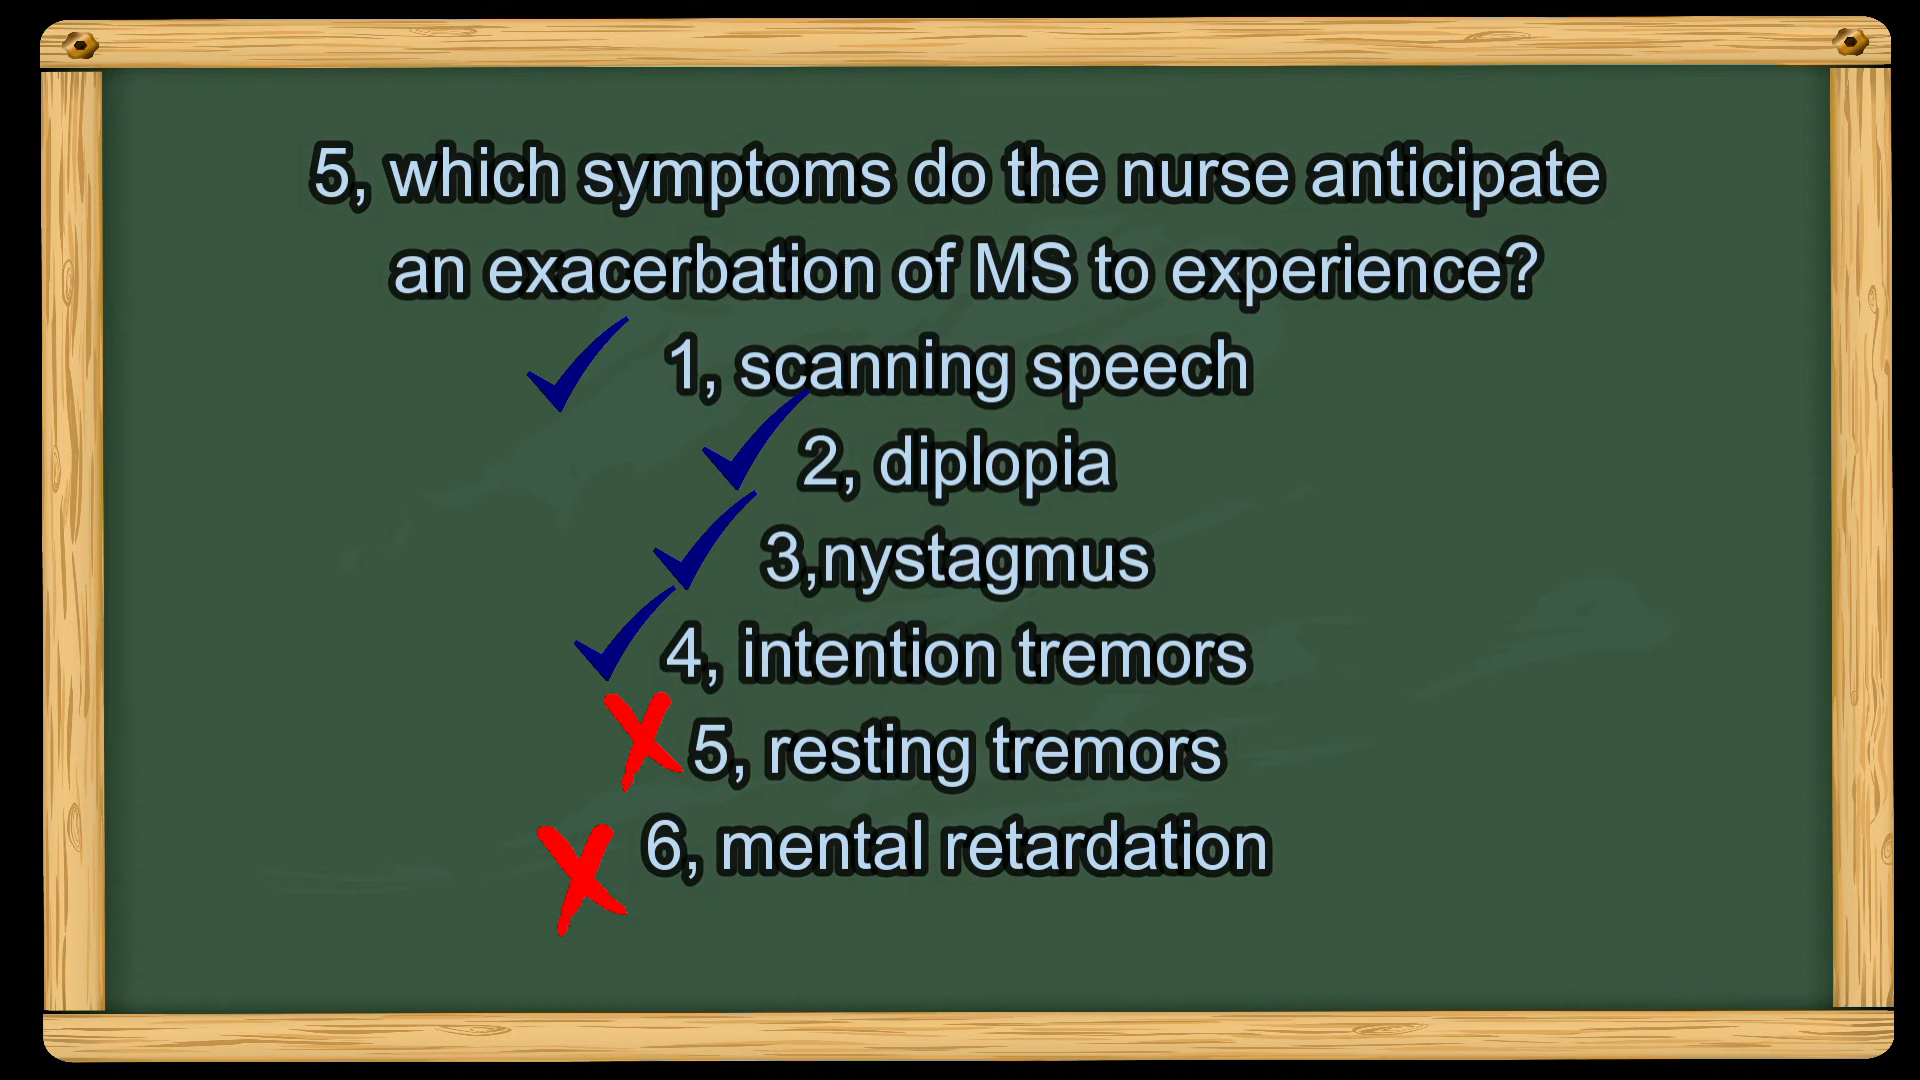 5, which symptoms do the nurse anticipate
an exacerbation of MS to experience?
1, scanning speech
2, diplopia
3,nystagmus
4, intention tremors
5, resting tremors
6, mental retardation